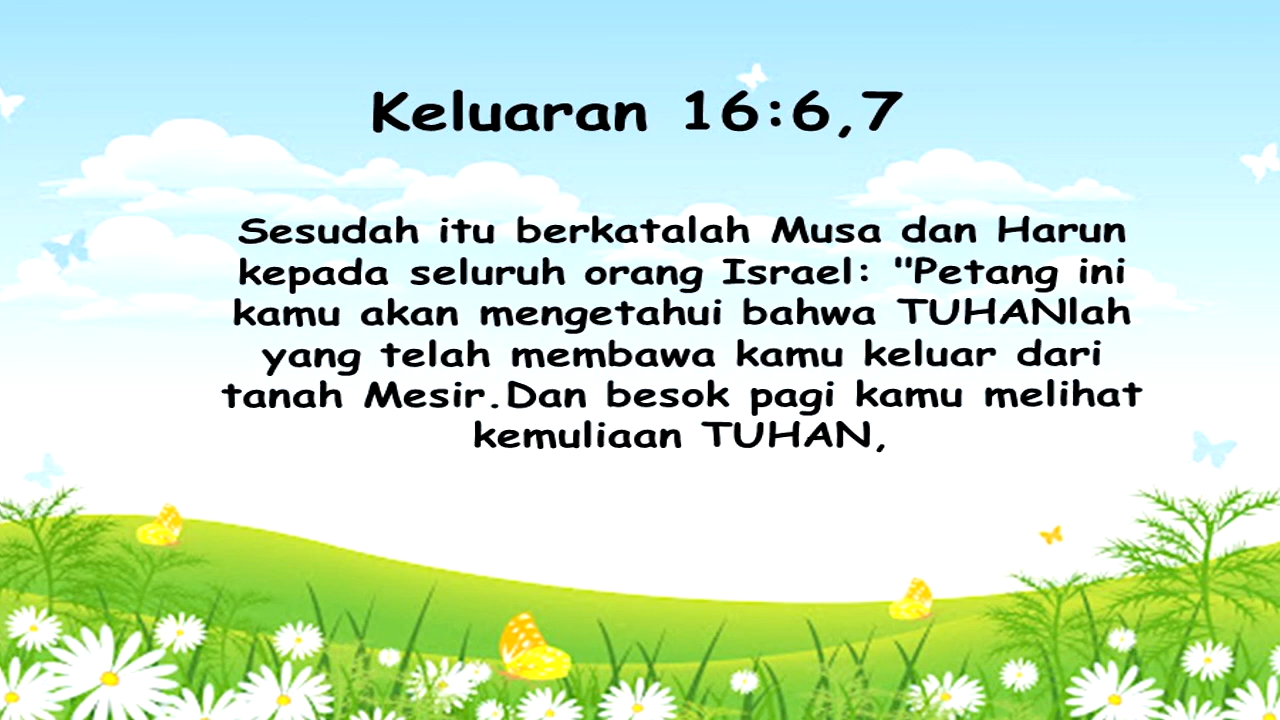 Keluaran 16:6,7
Sesudah itu berkatalah Musa dan Harun
kepada seluruh orang Israel: "Petang ini
kamu akan mengetahui bahwa TUHANlah
yang telah membawa kamu keluar dari
tanah Mesir.Dan besok pagi kamu melihat
kemuliaan TUHAN,